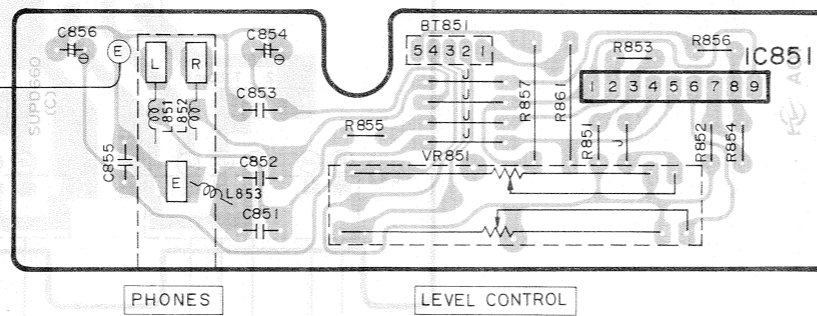 C856
E
L
R
C854
BT851
5 4 3 2 1
R853
R856
IC851
1 2 3 4 5 6 7 8 9
SUPD560
(C)
L851
L852
C853
R855
J
J
J
R857
R861
R851
J
R852
R854
C855
C852
E
L853
C851
VR851
PHONES
LEVEL CONTROL